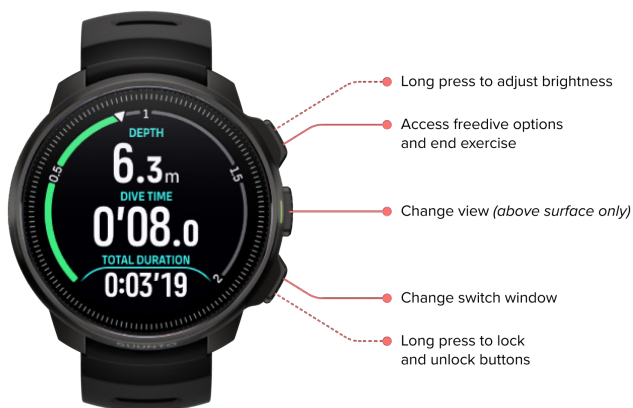 Long press to adjust brightness
1
DEPTH
Access freedive options
and end exercise
6.3m
0.5
1.5
DIVE TIME
0'08.0
Change view (above surface only)
TOTAL DURATION
0:03'19
2
Change switch window
SUUNTO
Long press to lock
and unlock buttons